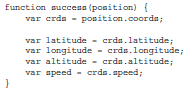 function success(position) {
var crds = position.coords;
var latitude = crds.latitude;
var longitude = crds.longitude;
var altitude = crds.altitude;
var speed = crds.speed;
}